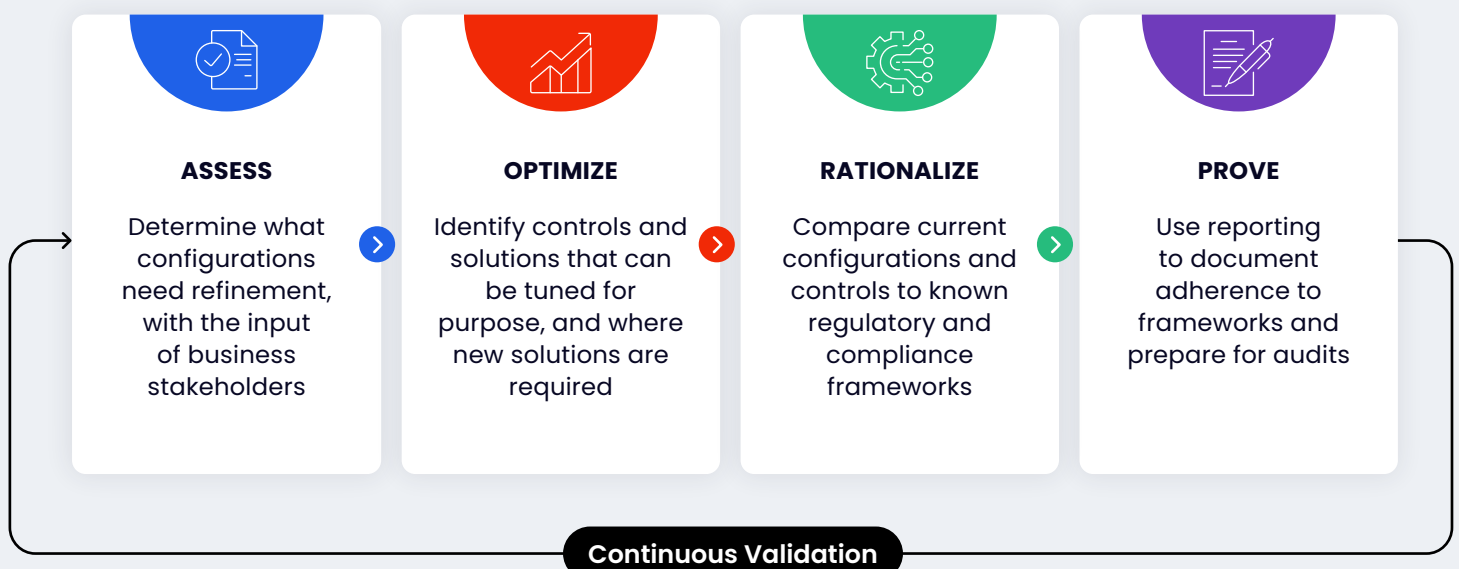 ASSESS
Determine what
configurations
need refinement,
with the input
of business
stakeholders
OPTIMIZE
Identify controls and
solutions that can
be tuned for
purpose, and where
new solutions are
required
RATIONALIZE
Compare current
configurations and
controls to known
regulatory and
compliance
frameworks
PROVE
Use reporting
to document
adherence to
frameworks and
prepare for audits
Continuous Validation